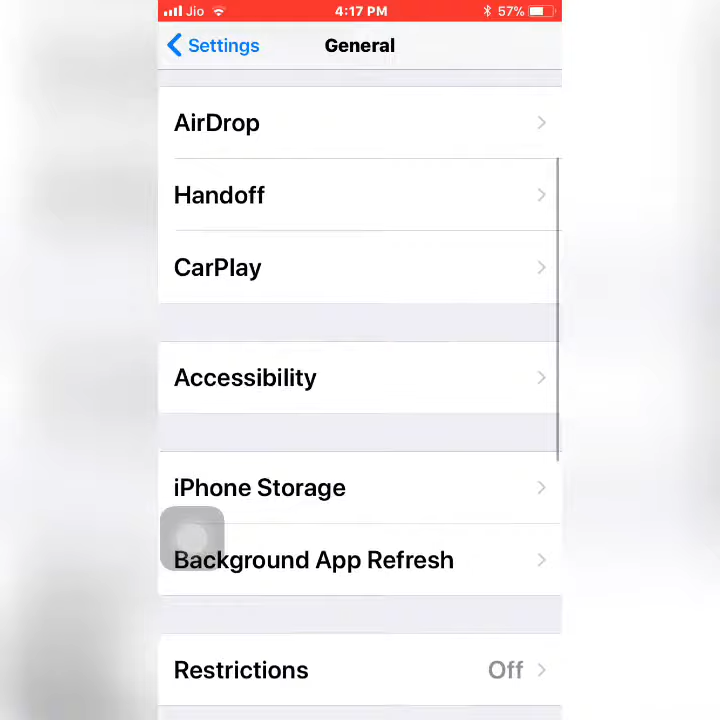 Jio 4:17 PM 57%
Settings General
AirDrop
Handoff
CarPlay
Accessibility
iPhone Storage
Background App Refresh
Restrictions Off